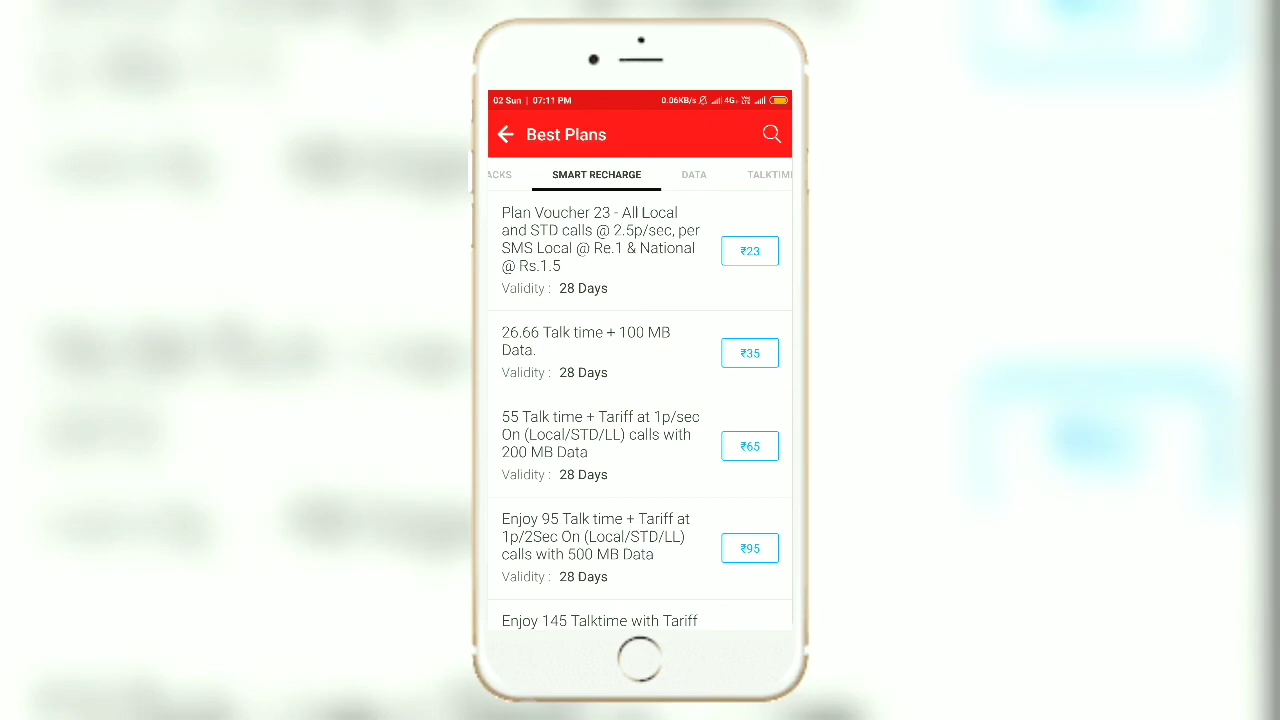 02 Sun | 07:11 PM 0.06KB/s 4G+
Best Plans
ACKS SMART RECHARGE DATA TALKTIM
Plan Voucher 23 - All Local
and STD calls @ 2.5p/sec, per
SMS Local @ Re.1 & National
@ Rs.1.5
₹23
Validity : 28 Days
26.66 Talk time + 100 MB
Data.
₹35
Validity : 28 Days
55 Talk time + Tariff at 1p/sec
On (Local/STD/LL) calls with
200 MB Data
₹65
Validity : 28 Days
Enjoy 95 Talk time + Tariff at
1p/2Sec On (Local/STD/LL)
calls with 500 MB Data
₹95
Validity : 28 Days
Enjoy 145 Talktime with Tariff